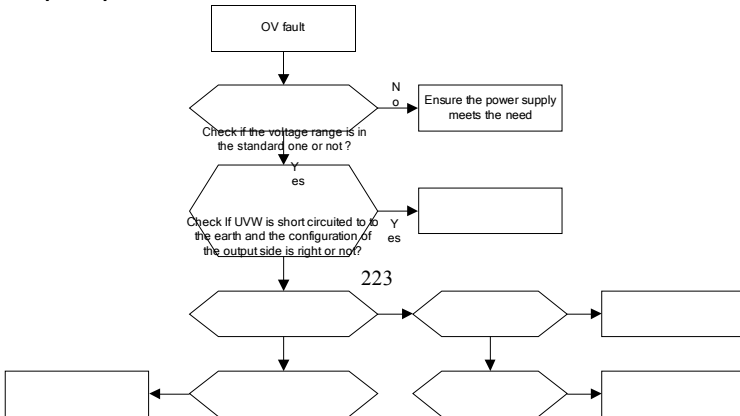 OV fault
N
o
Ensure the power supply
meets the need
Check if the voltage range is in
the standard one or not ?
Y
es
Check If UVW is short circuited to to
the earth and the configuration of
the output side is right or not?
Y
es
223